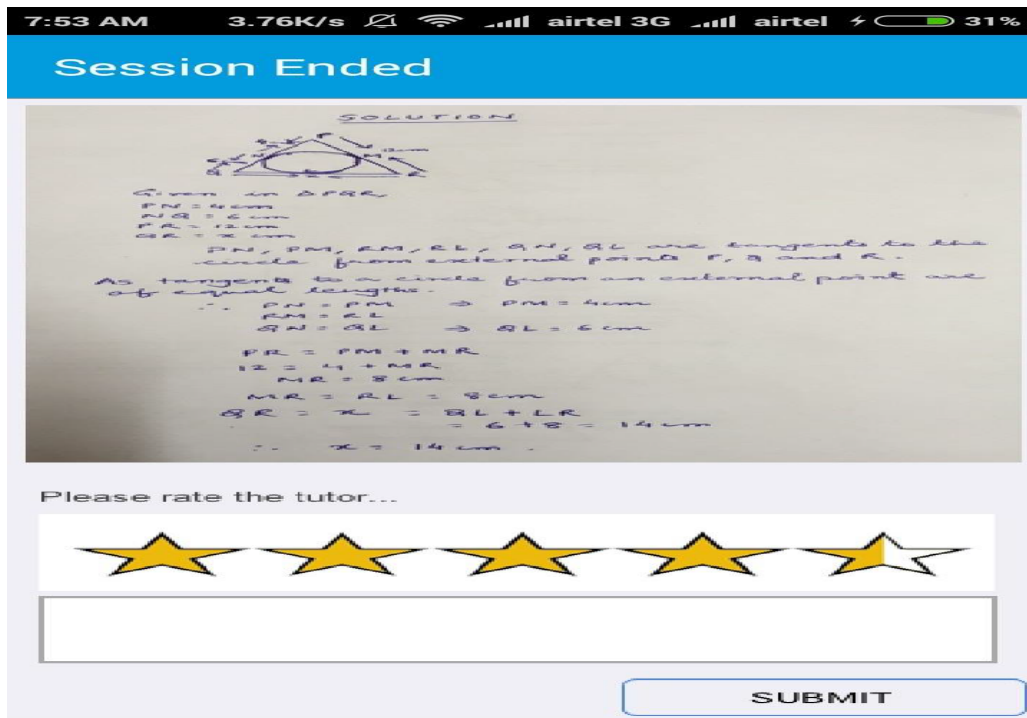 7:53 AM 3.76K/s airtel 3G airtel 31%
Session Ended
SOLUTION
P
N M 12cm
Q L R
Given in ΔPQR,
PN = 4cm
NQ = 6cm
PR = 12cm
QR = x cm
PN, PM, RM, RL, QN, QL are tangents to the
circle from external points P, Q and R.
As tangents to a circle from an external point are
of equal lengths.
∴ PN = PM ⇒ PM = 4cm
RM = RL
QN = QL ⇒ QL = 6cm
PR = PM + MR
12 = 4 + MR
MR = 8cm
MR = RL = 8cm
QR = x = QL + LR
= 6 + 8 = 14cm
∴ x = 14cm.
Please rate the tutor...
SUBMIT